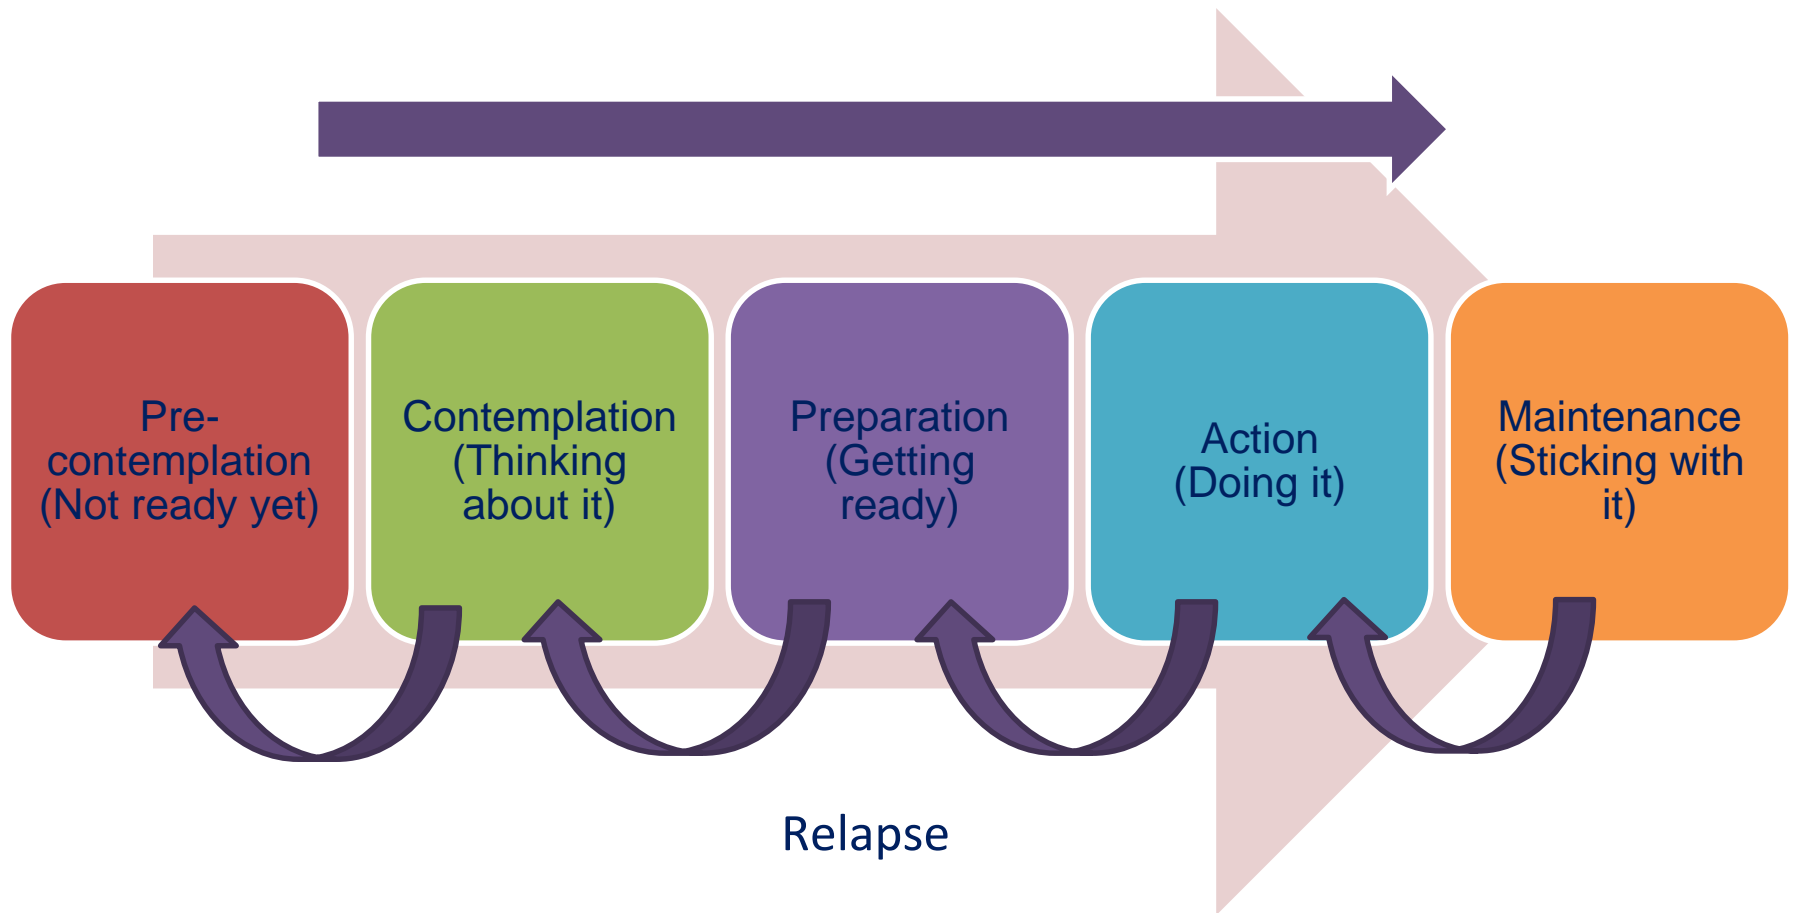 Pre-
contemplation
(Not ready yet)
Contemplation
(Thinking
about it)
Preparation
(Getting
ready)
Action
(Doing it)
Maintenance
(Sticking with
it)
Relapse